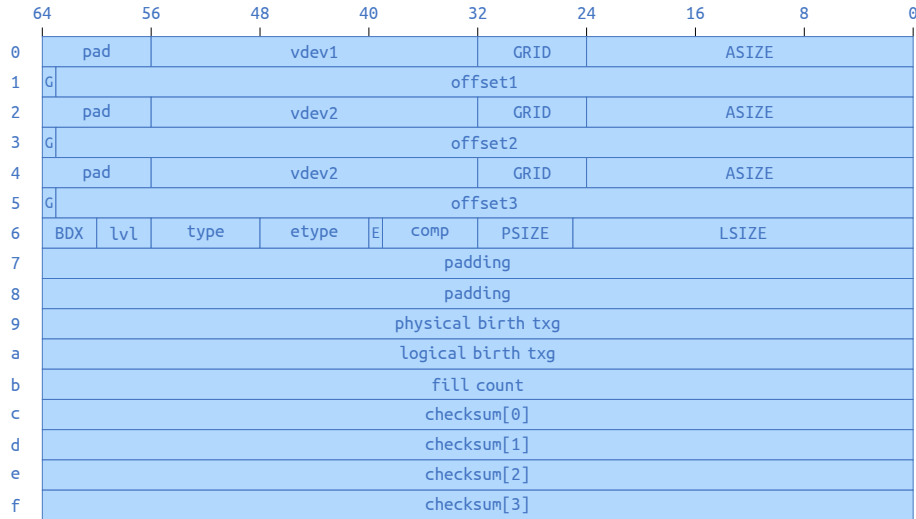 64 56 48 40 32 24 16 8 0
0 pad vdev1 GRID ASIZE
1 G offset1
2 pad vdev2 GRID ASIZE
3 G offset2
4 pad vdev2 GRID ASIZE
5 G offset3
6 BDX lvl type etype E comp PSIZE LSIZE
7 padding
8 padding
9 physical birth txg
a logical birth txg
b fill count
c checksum[0]
d checksum[1]
e checksum[2]
f checksum[3]